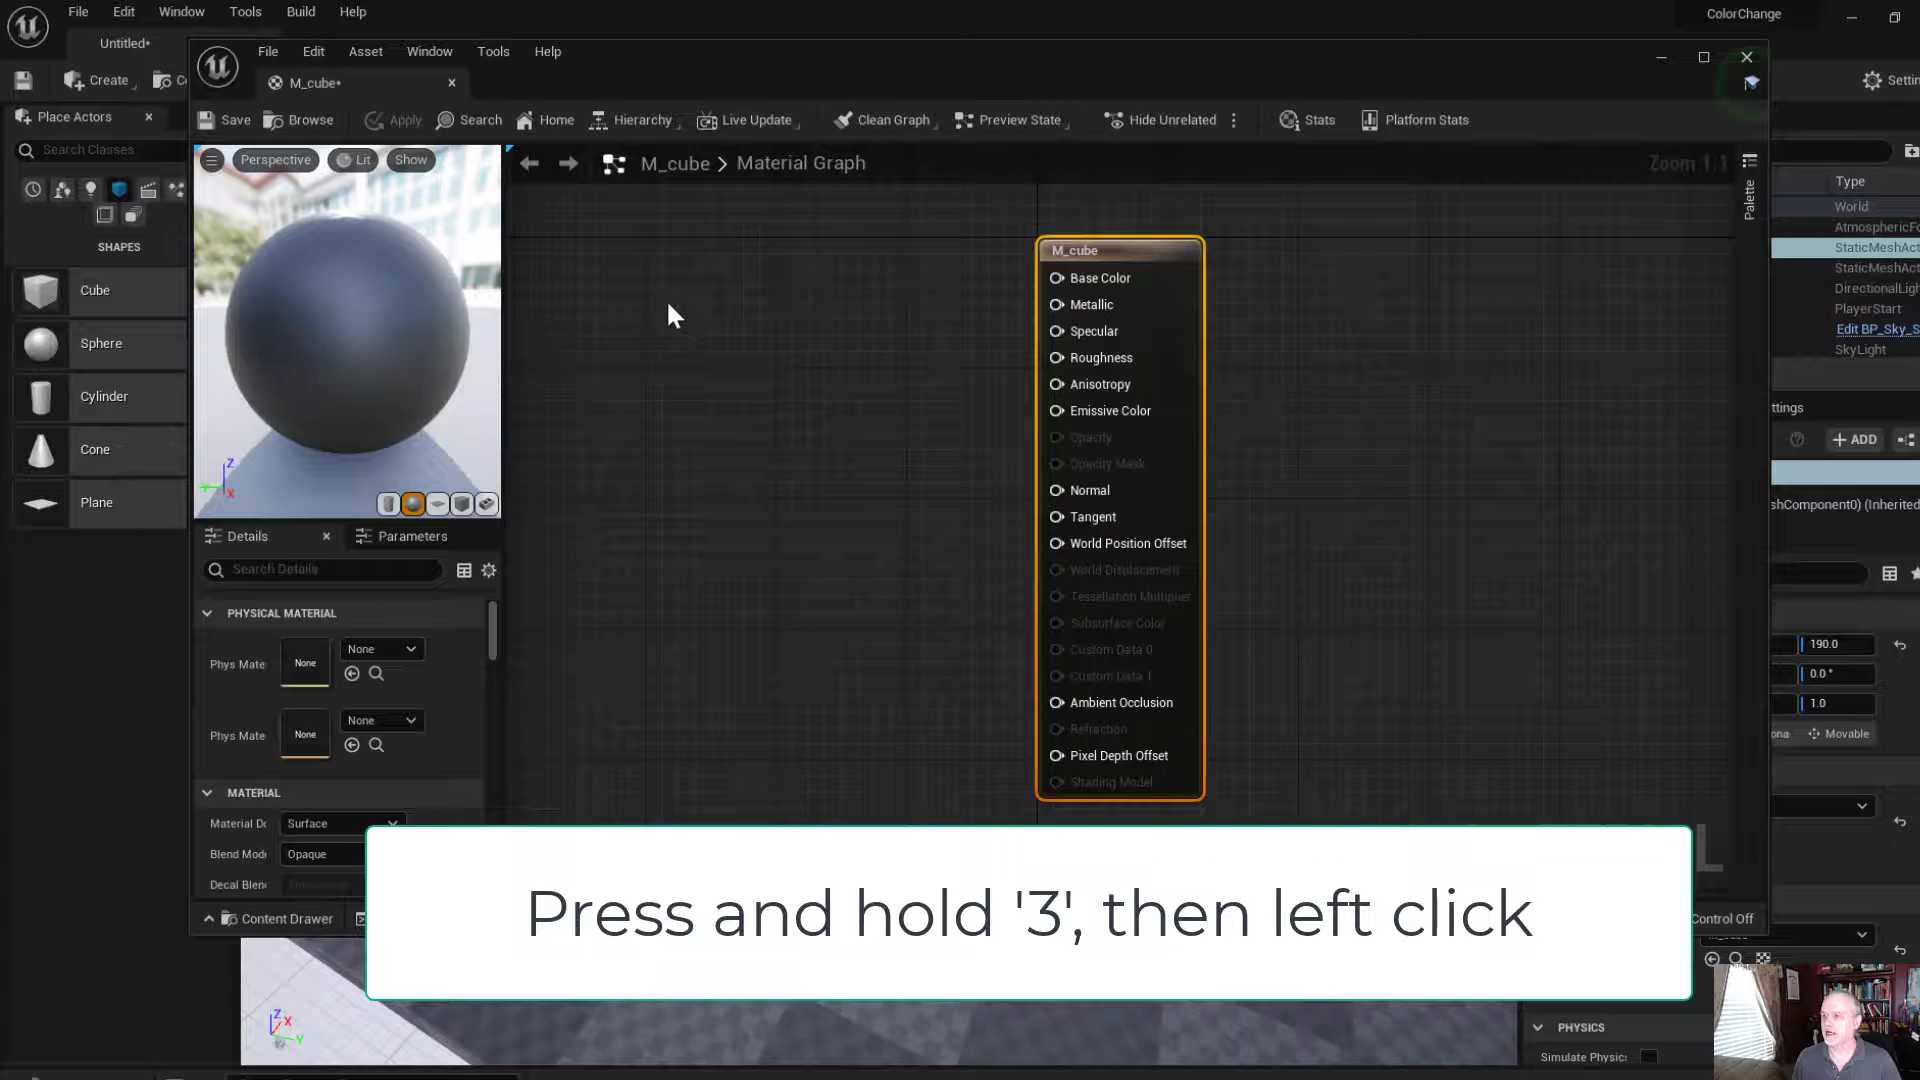 File Edit Window Tools Build Help
ColorChange
Untitled*
File Edit Asset Window Tools Help
M_cube*
Create
Settin
Place Actors
Save Browse Apply Search Home Hierarchy Live Update Clean Graph Preview State Hide Unrelated Stats Platform Stats
Search Classes
Perspective Lit Show
M_cube > Material Graph
Zoom 1:1
Palette
SHAPES
Cube
Sphere
Cylinder
Cone
Plane
M_cube
Base Color
Metallic
Specular
Roughness
Anisotropy
Emissive Color
Opacity
Opacity Mask
Normal
Tangent
World Position Offset
World Displacement
Tessellation Multiplier
Subsurface Color
Custom Data 0
Custom Data 1
Ambient Occlusion
Refraction
Pixel Depth Offset
Shading Model
Type
World
AtmosphericFo
StaticMeshAct
StaticMeshAct
DirectionalLigh
PlayerStart
Edit BP_Sky_S
SkyLight
ttings
ADD
shComponent0) (Inherited
190.0
0.0 °
1.0
ona Movable
Details Parameters
Search Details
PHYSICAL MATERIAL
Phys Mate None None
Phys Mate None None
MATERIAL
Material Do Surface
Blend Mode Opaque
Decal Blen
Content Drawer
Control Off
M_cube
Press and hold '3', then left click
Z X
Y
PHYSICS
Simulate Physic